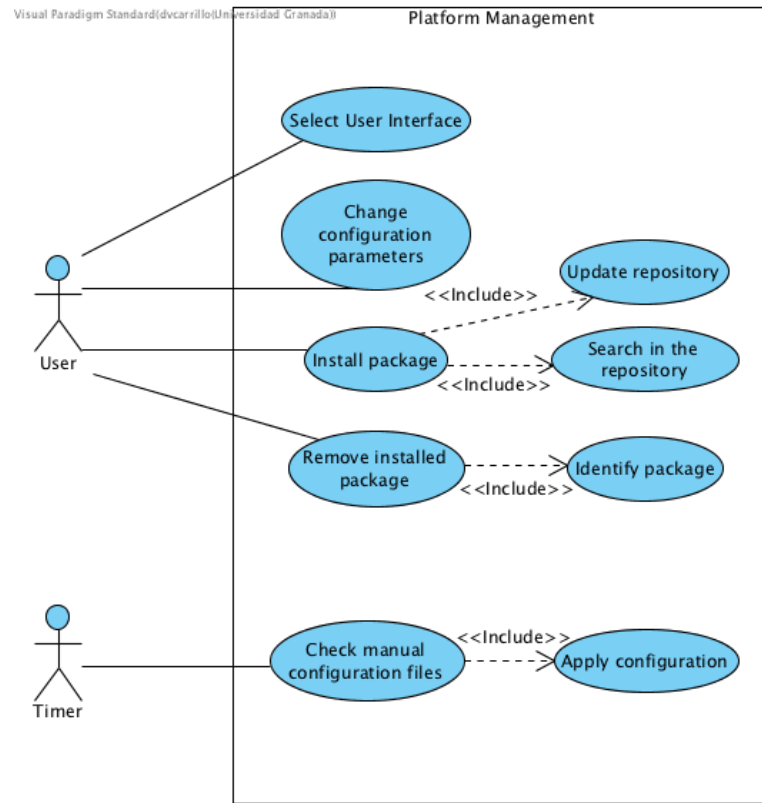 Visual Paradigm Standard(dvcarrillo(Universidad Granada))
Platform Management
Select User Interface
Change
configuration
parameters
Update repository
<<Include>>
User
Install package
Search in the
repository
<<Include>>
Remove installed
package
Identify package
<<Include>>
Timer
Check manual
configuration files
<<Include>>
Apply configuration